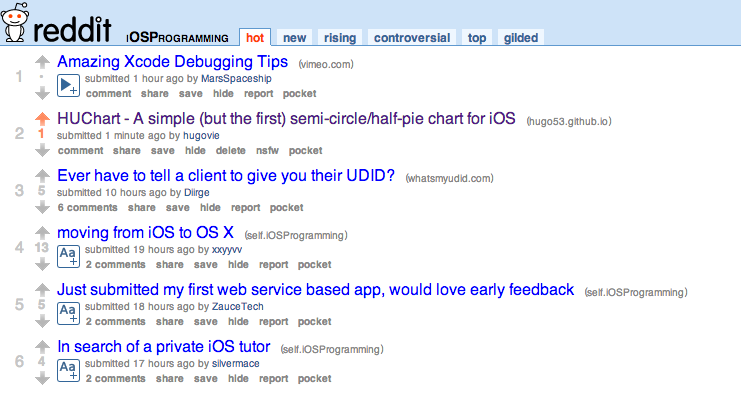 reddit iOSProgramming hot new rising controversial top gilded
1 • Amazing Xcode Debugging Tips (vimeo.com)
submitted 1 hour ago by MarsSpaceship
comment share save hide report pocket
2 1 HUChart - A simple (but the first) semi-circle/half-pie chart for iOS (hugo53.github.io)
submitted 1 minute ago by hugovie
comment share save hide delete nsfw pocket
3 5 Ever have to tell a client to give you their UDID? (whatsmyudid.com)
submitted 10 hours ago by Diirge
6 comments share save hide report pocket
4 13 moving from iOS to OS X (self.iOSProgramming)
Aa+ submitted 19 hours ago by xxyyvv
2 comments share save hide report pocket
5 5 Just submitted my first web service based app, would love early feedback (self.iOSProgramming)
Aa+ submitted 18 hours ago by ZauceTech
2 comments share save hide report pocket
6 4 In search of a private iOS tutor (self.iOSProgramming)
Aa+ submitted 17 hours ago by silvermace
2 comments share save hide report pocket